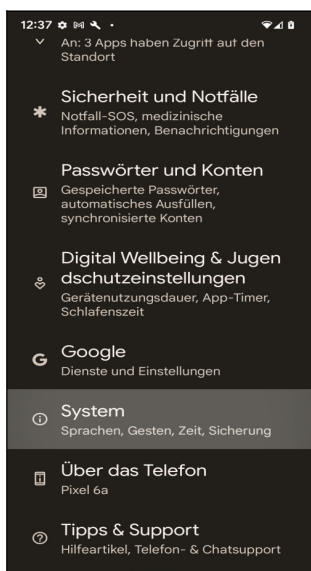 12:37
An: 3 Apps haben Zugriff auf den
Standort
Sicherheit und Notfälle
Notfall-SOS, medizinische
Informationen, Benachrichtigungen
Passwörter und Konten
Gespeicherte Passwörter,
automatisches Ausfüllen,
synchronisierte Konten
Digital Wellbeing & Jugen
dschutzeinstellungen
Gerätenutzungsdauer, App-Timer,
Schlafenszeit
Google
Dienste und Einstellungen
System
Sprachen, Gesten, Zeit, Sicherung
Über das Telefon
Pixel 6a
Tipps & Support
Hilfeartikel, Telefon- & Chatsupport